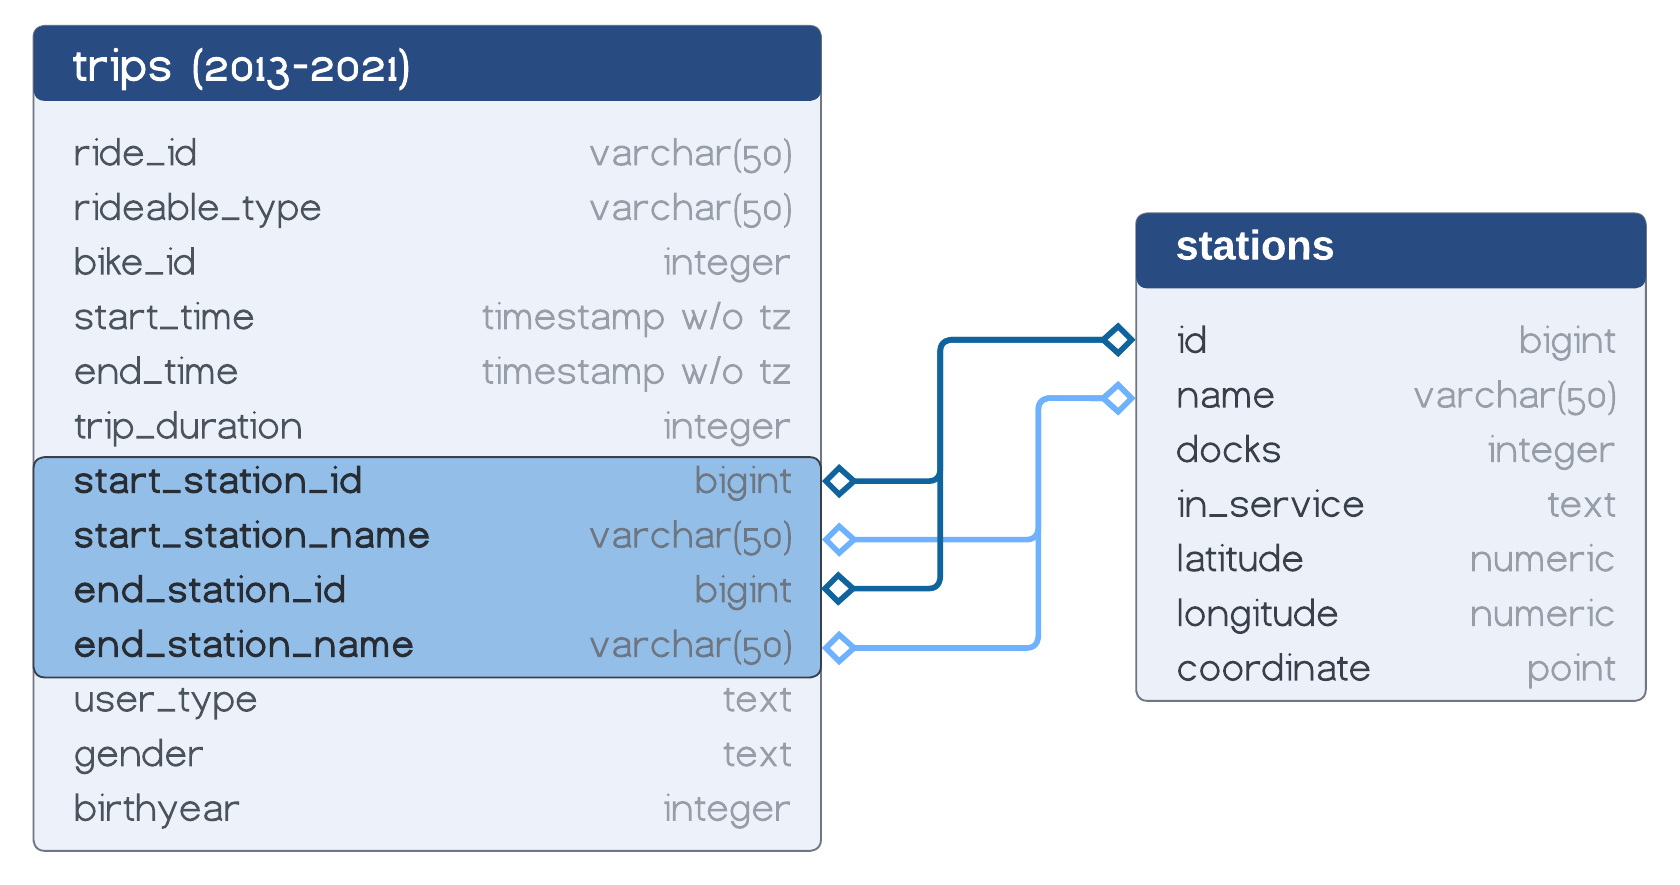 trips (2013-2021)
ride_id varchar(50)
rideable_type varchar(50)
bike_id integer
start_time timestamp w/o tz
end_time timestamp w/o tz
trip_duration integer
start_station_id bigint
start_station_name varchar(50)
end_station_id bigint
end_station_name varchar(50)
user_type text
gender text
birthyear integer
stations
id bigint
name varchar(50)
docks integer
in_service text
latitude numeric
longitude numeric
coordinate point